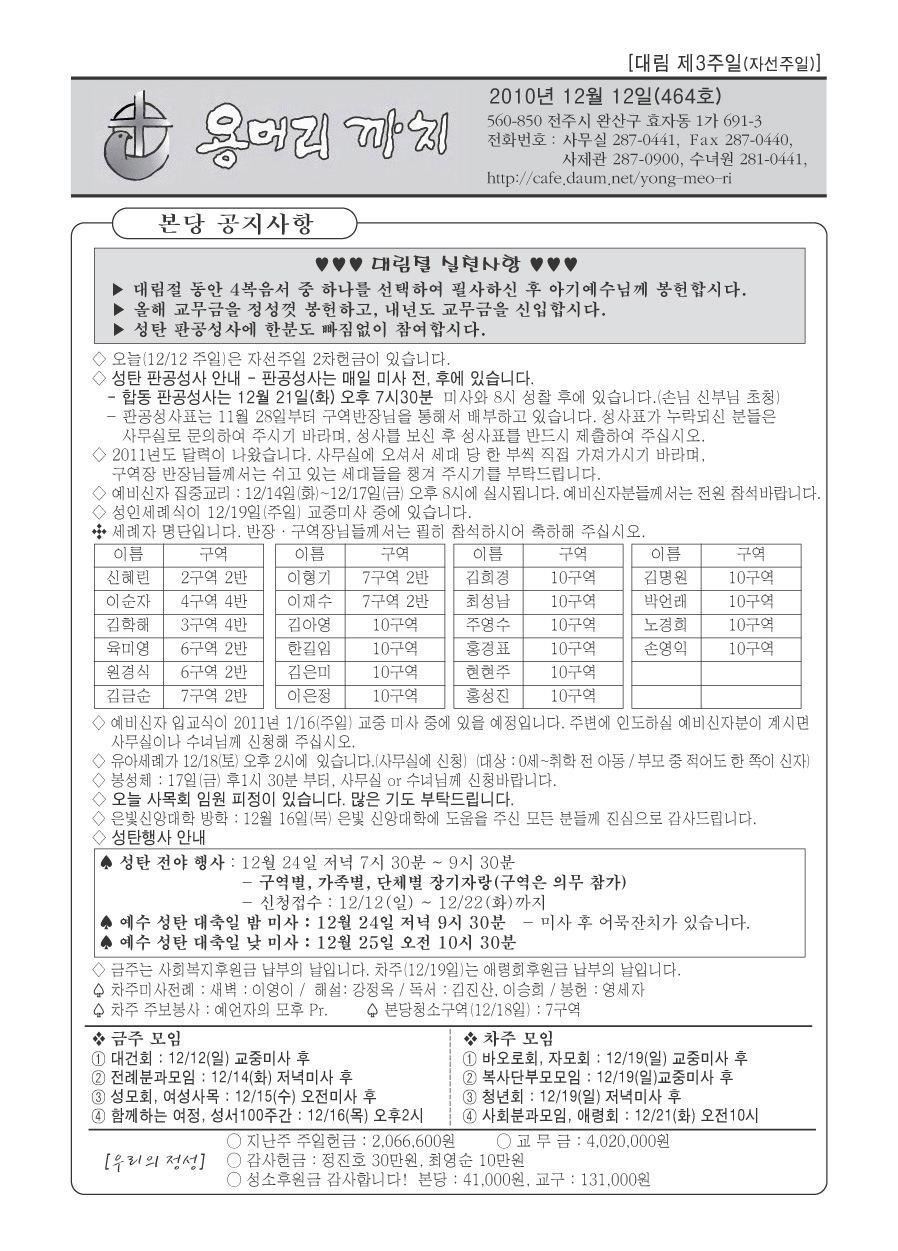 [대림 제3주일(자선주일)]
용머리 까치
2010년 12월 12일(464호)
560-850 전주시 완산구 효자동 1가 691-3
전화번호 : 사무실 287-0441, Fax 287-0440,
사제관 287-0900, 수녀원 281-0441,
http://cafe.daum.net/yong-meo-ri
본당 공지사항
♥♥♥ 대림절 실천사항 ♥♥♥
▶ 대림절 동안 4복음서 중 하나를 선택하여 필사하신 후 아기예수님께 봉헌합시다.
▶ 올해 교무금을 정성껏 봉헌하고, 내년도 교무금을 신입합시다.
▶ 성탄 판공성사에 한분도 빠짐없이 참여합시다.
◇ 오늘(12/12 주일)은 자선주일 2차헌금이 있습니다.
◇ 성탄 판공성사 안내 - 판공성사는 매일 미사 전, 후에 있습니다.
- 합동 판공성사는 12월 21일(화) 오후 7시30분 미사와 8시 성찰 후에 있습니다.(손님 신부님 초청)
- 판공성사표는 11월 28일부터 구역반장님을 통해서 배부하고 있습니다. 성사표가 누락되신 분들은
사무실로 문의하여 주시기 바라며, 성사를 보신 후 성사표를 반드시 제출하여 주십시오.
◇ 2011년도 달력이 나왔습니다. 사무실에 오셔서 세대 당 한 부씩 직접 가져가시기 바라며,
구역장 반장님들께서는 쉬고 있는 세대들을 챙겨 주시기를 부탁드립니다.
◇ 예비신자 집중교리 : 12/14일(화)~12/17일(금) 오후 8시에 실시됩니다. 예비신자분들께서는 전원 참석바랍니다.
◇ 성인세례식이 12/19일(주일) 교중미사 중에 있습니다.
✣ 세례자 명단입니다. 반장 · 구역장님들께서는 필히 참석하시어 축하해 주십시오.
이름 구역 이름 구역 이름 구역 이름 구역
신혜린 2구역 2반 이형기 7구역 2반 김희경 10구역 김명원 10구역
이순자 4구역 4반 이재수 7구역 2반 최성남 10구역 박언래 10구역
김학해 3구역 4반 김아영 10구역 주영수 10구역 노경희 10구역
육미영 6구역 2반 한길임 10구역 홍경표 10구역 손영익 10구역
원경식 6구역 2반 김은미 10구역 현현주 10구역
김금순 7구역 2반 이은정 10구역 홍성진 10구역
◇ 예비신자 입교식이 2011년 1/16(주일) 교중 미사 중에 있을 예정입니다. 주변에 인도하실 예비신자분이 계시면
사무실이나 수녀님께 신청해 주십시오.
◇ 유아세례가 12/18(토) 오후 2시에 있습니다.(사무실에 신청) (대상 : 0세~취학 전 아동 / 부모 중 적어도 한 쪽이 신자)
◇ 봉성체 : 17일(금) 후1시 30분 부터, 사무실 or 수녀님께 신청바랍니다.
◇ 오늘 사목회 임원 피정이 있습니다. 많은 기도 부탁드립니다.
◇ 은빛신앙대학 방학 : 12월 16일(목) 은빛 신앙대학에 도움을 주신 모든 분들께 진심으로 감사드립니다.
◇ 성탄행사 안내
♠ 성탄 전야 행사 : 12월 24일 저녁 7시 30분 ~ 9시 30분
- 구역별, 가족별, 단체별 장기자랑(구역은 의무 참가)
- 신청접수 : 12/12(일) ~ 12/22(화)까지
♠ 예수 성탄 대축일 밤 미사 : 12월 24일 저녁 9시 30분 - 미사 후 어묵잔치가 있습니다.
♠ 예수 성탄 대축일 낮 미사 : 12월 25일 오전 10시 30분
◇ 금주는 사회복지후원금 납부의 날입니다. 차주(12/19일)는 애령회후원금 납부의 날입니다.
♤ 차주미사전례 : 새벽 : 이영이 / 해설: 강정옥 / 독서 : 김진산, 이승희 / 봉헌 : 영세자
♤ 차주 주보봉사 : 예언자의 모후 Pr. ♤ 본당청소구역(12/18일) : 7구역
❖ 금주 모임
① 대건회 : 12/12(일) 교중미사 후
② 전례분과모임 : 12/14(화) 저녁미사 후
③ 성모회, 여성사목 : 12/15(수) 오전미사 후
④ 함께하는 여정, 성서100주간 : 12/16(목) 오후2시
❖ 차주 모임
① 바오로회, 자모회 : 12/19(일) 교중미사 후
② 복사단부모모임 : 12/19(일)교중미사 후
③ 청년회 : 12/19(일) 저녁미사 후
④ 사회분과모임, 애령회 : 12/21(화) 오전10시
[우리의 정성]
○ 지난주 주일헌금 : 2,066,600원 ○ 교 무 금 : 4,020,000원
○ 감사헌금 : 정진호 30만원, 최영순 10만원
○ 성소후원금 감사합니다! 본당 : 41,000원, 교구 : 131,000원